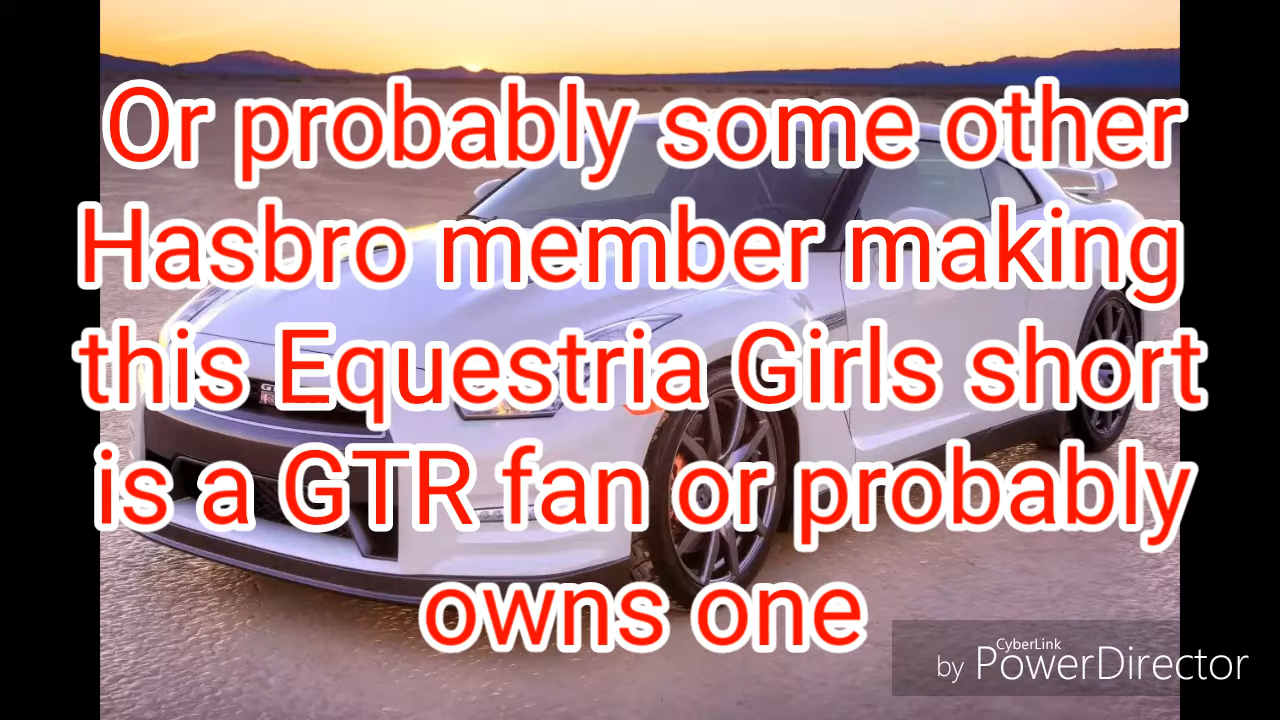 Or probably some other
Hasbro member making
this Equestria Girls short
is a GTR fan or probably
owns one
CyberLink
by PowerDirector